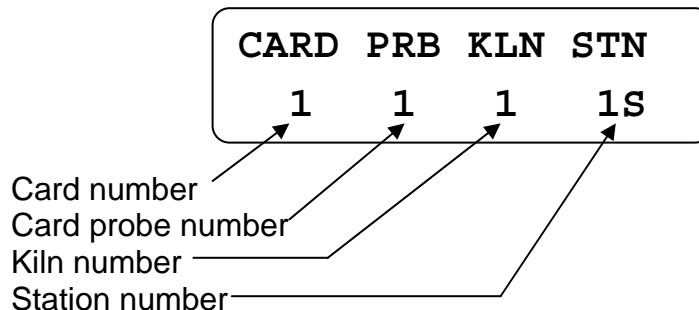 CARD PRB KLN STN
1 1 1 1S
Card number
Card probe number
Kiln number
Station number